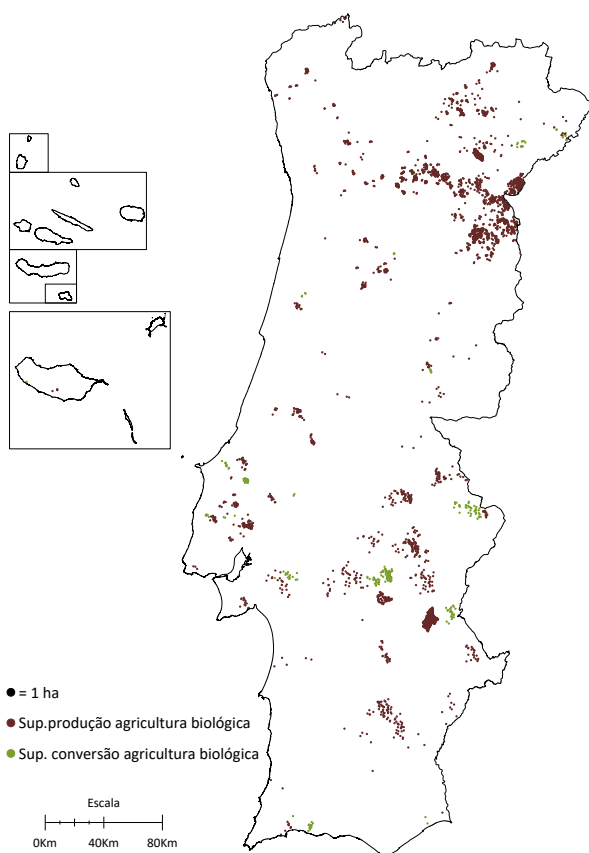 = 1 ha
Sup.produção agricultura biológica
Sup. conversão agricultura biológica
Escala
0Km 40Km 80Km